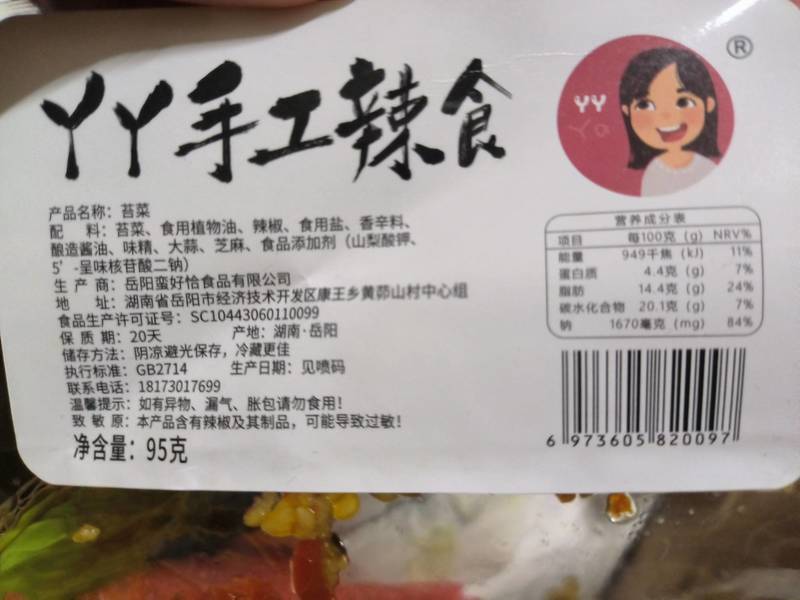 丫丫手工辣食
®
YY
Ya
产品名称：苔菜
配 料：苔菜、食用植物油、辣椒、食用盐、香辛料、
酿造酱油、味精、大蒜、芝麻、食品添加剂（山梨酸钾、
5'-呈味核苷酸二钠）
生 产 商：岳阳蛮好恰食品有限公司
地 址：湖南省岳阳市经济技术开发区康王乡黄茆山村中心组
食品生产许可证号：SC10443060110099
保 质 期：20天 产地：湖南·岳阳
储存方法：阴凉避光保存，冷藏更佳
执行标准：GB2714 生产日期：见喷码
联系电话：18173017699
温馨提示：如有异物、漏气、胀包请勿食用！
致 敏 原：本产品含有辣椒及其制品，可能导致过敏！
净含量：95克
营养成分表
项目 每100克（g） NRV%
能量 949千焦（kJ） 11%
蛋白质 4.4克（g） 7%
脂肪 14.4克（g） 24%
碳水化合物 20.1克（g） 7%
钠 1670毫克（mg） 84%
6 973605 820097